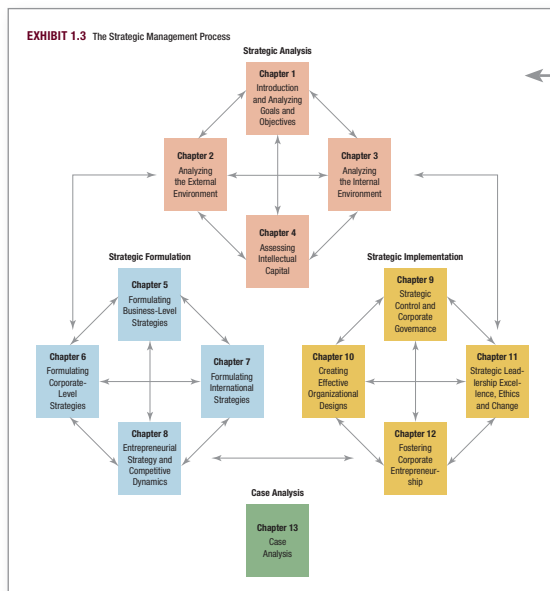 EXHIBIT 1.3 The Strategic Management Process
Strategic Analysis
Chapter 1
Introduction
and Analyzing
Goals and
Objectives
Chapter 2
Analyzing
the External
Environment
Chapter 3
Analyzing
the Internal
Environment
Chapter 4
Assessing
Intellectual
Capital
Strategic Formulation
Chapter 5
Formulating
Business-Level
Strategies
Chapter 6
Formulating
Corporate-
Level
Strategies
Chapter 7
Formulating
International
Strategies
Chapter 8
Entrepreneurial
Strategy and
Competitive
Dynamics
Strategic Implementation
Chapter 9
Strategic
Control and
Corporate
Governance
Chapter 10
Creating
Effective
Organizational
Designs
Chapter 11
Strategic Lead-
ership Excel-
lence, Ethics
and Change
Chapter 12
Fostering
Corporate
Entrepreneur-
ship
Case Analysis
Chapter 13
Case
Analysis